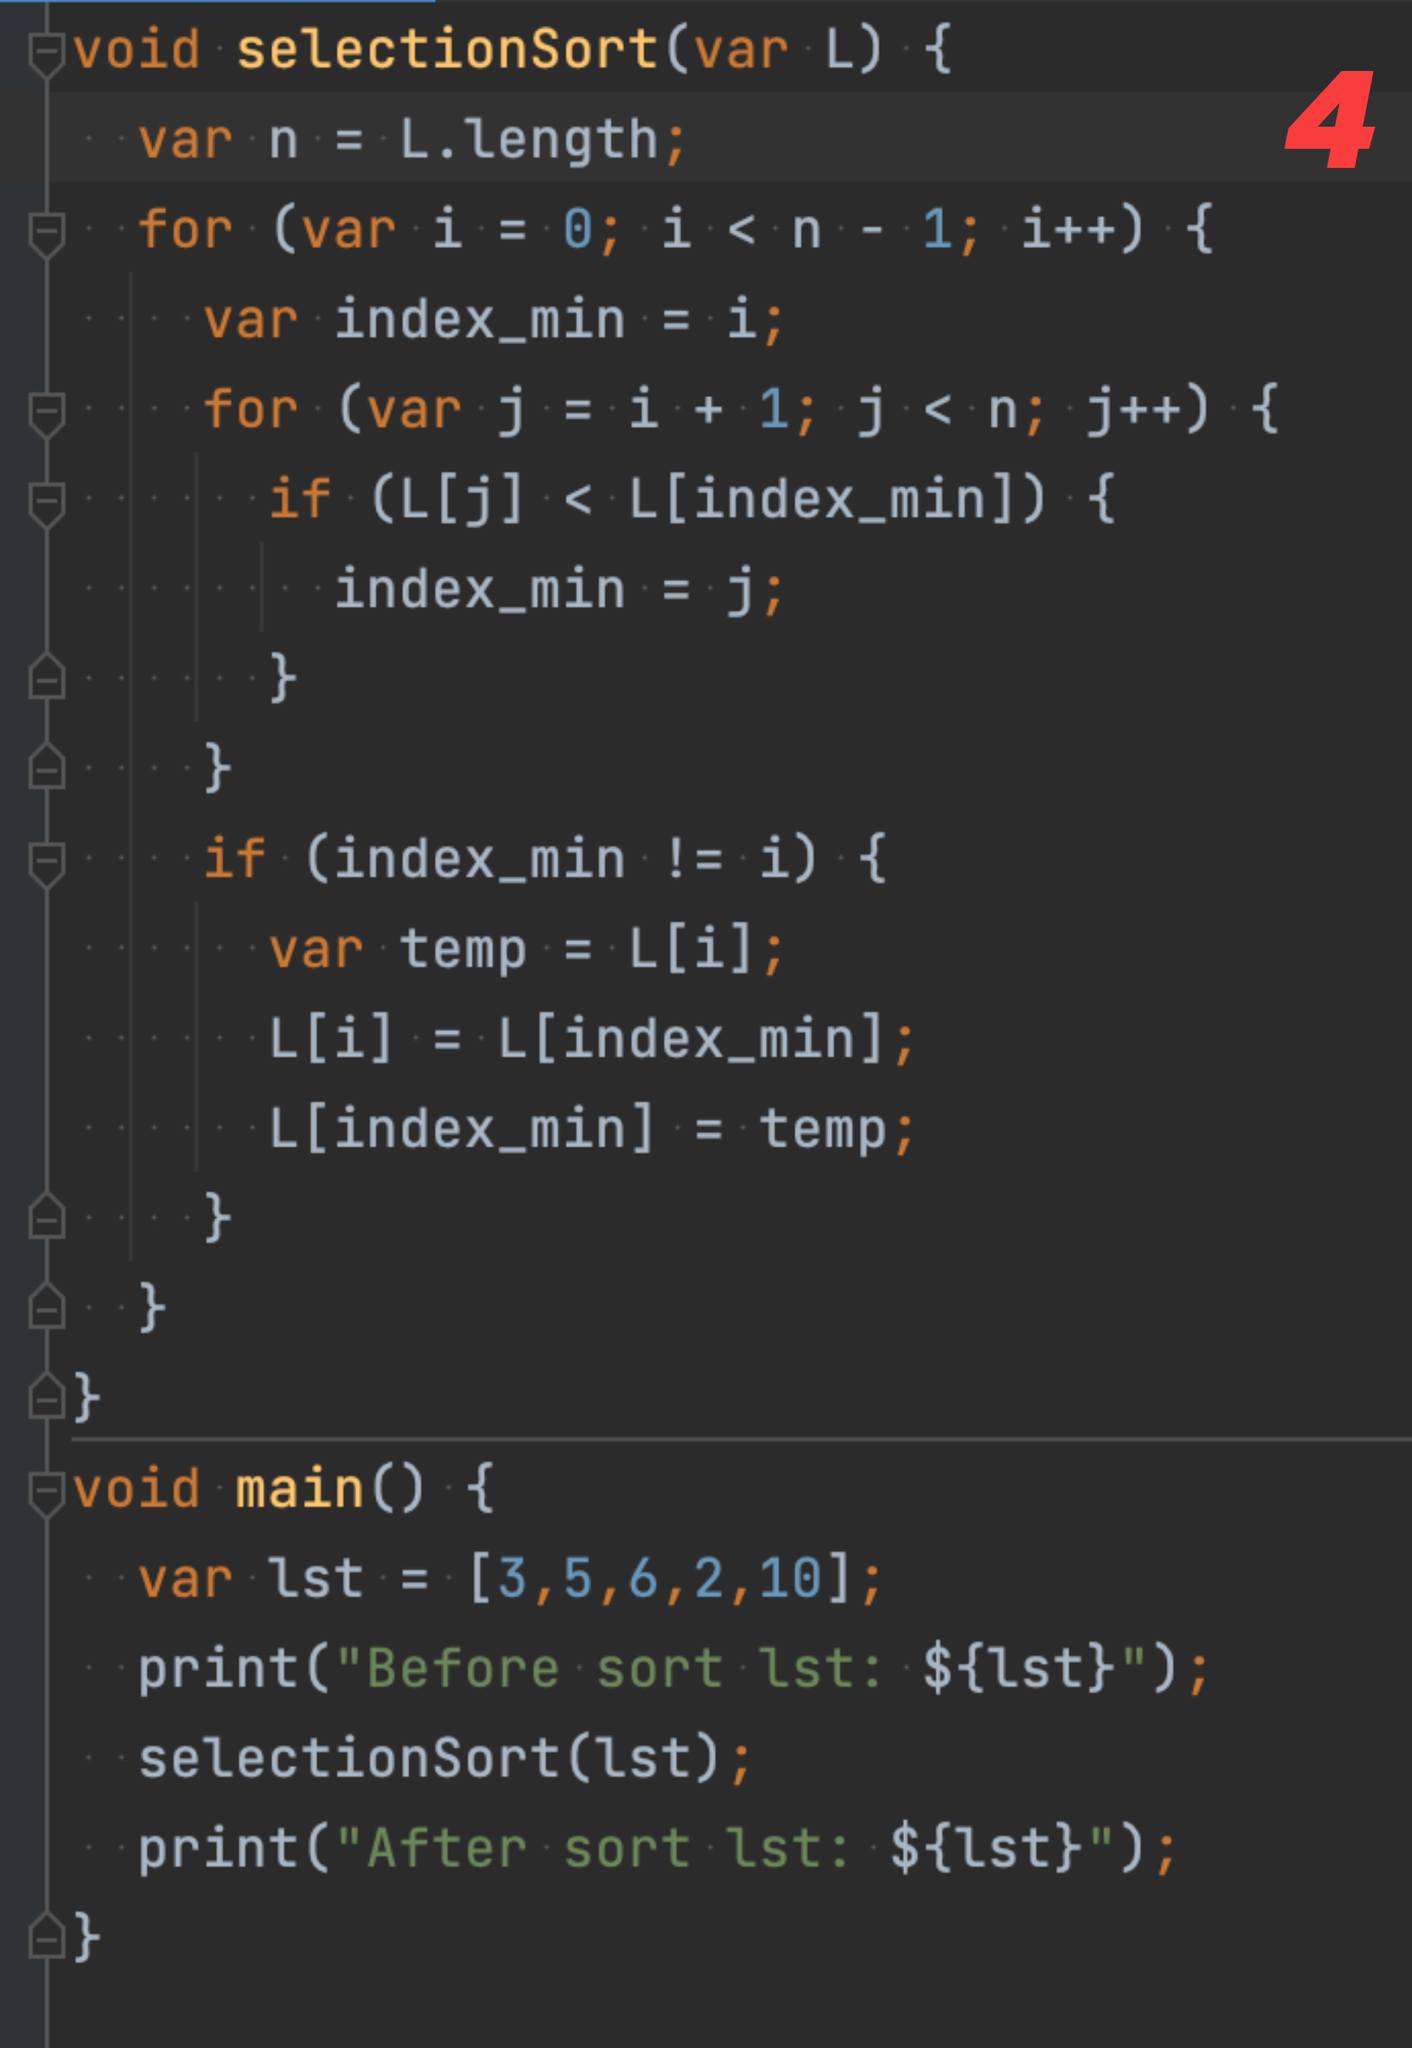 void selectionSort(var L) {
4
  var n = L.length;
  for (var i = 0; i < n - 1; i++) {
    var index_min = i;
    for (var j = i + 1; j < n; j++) {
      if (L[j] < L[index_min]) {
        index_min = j;
      }
    }
    if (index_min != i) {
      var temp = L[i];
      L[i] = L[index_min];
      L[index_min] = temp;
    }
  }
}
void main() {
  var lst = [3,5,6,2,10];
  print("Before sort lst: ${lst}");
  selectionSort(lst);
  print("After sort lst: ${lst}");
}